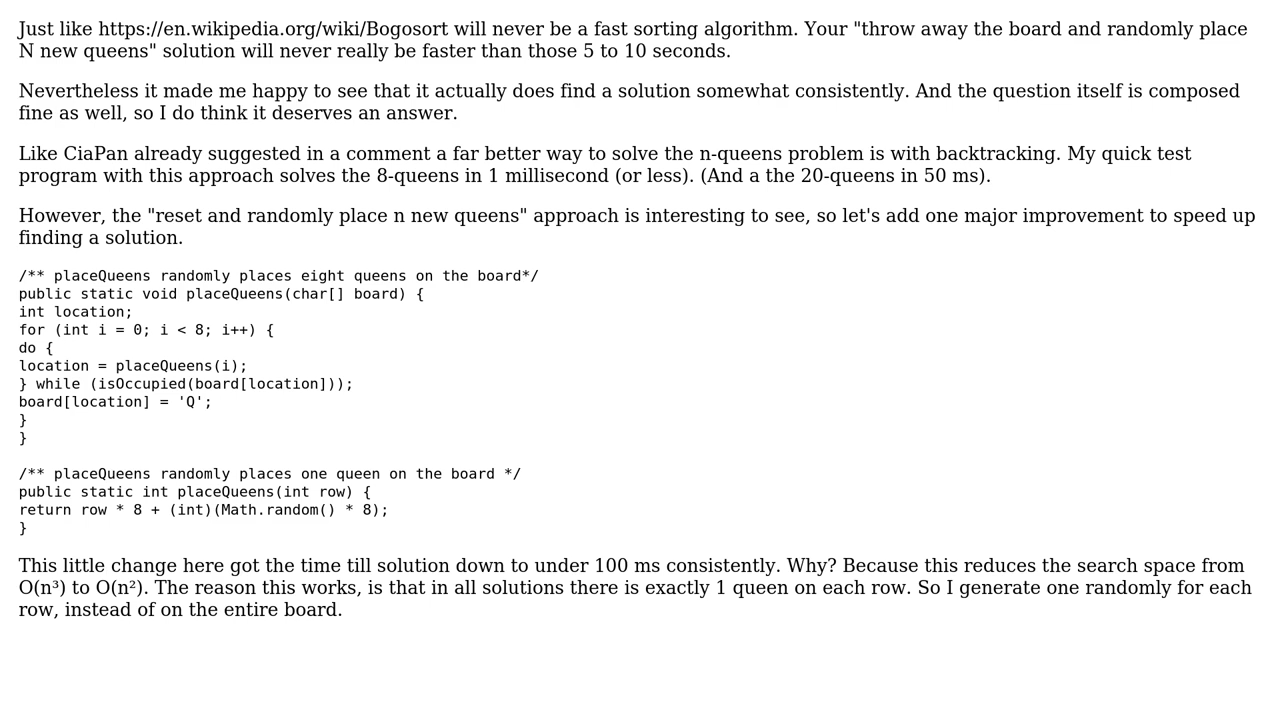 Just like https://en.wikipedia.org/wiki/Bogosort will never be a fast sorting algorithm. Your "throw away the board and randomly place
N new queens" solution will never really be faster than those 5 to 10 seconds.
Nevertheless it made me happy to see that it actually does find a solution somewhat consistently. And the question itself is composed
fine as well, so I do think it deserves an answer.
Like CiaPan already suggested in a comment a far better way to solve the n-queens problem is with backtracking. My quick test
program with this approach solves the 8-queens in 1 millisecond (or less). (And a the 20-queens in 50 ms).
However, the "reset and randomly place n new queens" approach is interesting to see, so let's add one major improvement to speed up
finding a solution.
/** placeQueens randomly places eight queens on the board*/
public static void placeQueens(char[] board) {
int location;
for (int i = 0; i < 8; i++) {
do {
location = placeQueens(i);
} while (isOccupied(board[location]));
board[location] = 'Q';
}
}
/** placeQueens randomly places one queen on the board */
public static int placeQueens(int row) {
return row * 8 + (int)(Math.random() * 8);
}
This little change here got the time till solution down to under 100 ms consistently. Why? Because this reduces the search space from
O(n³) to O(n²). The reason this works, is that in all solutions there is exactly 1 queen on each row. So I generate one randomly for each
row, instead of on the entire board.